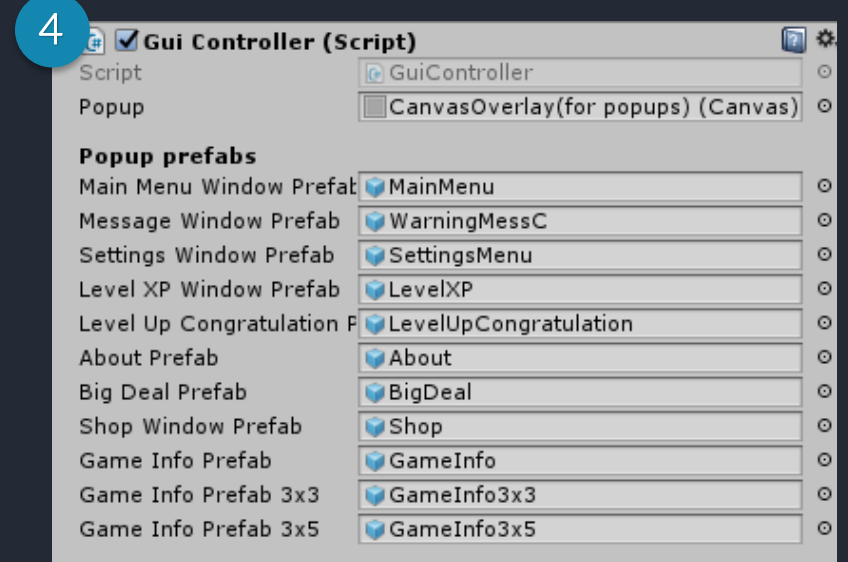 4
# Gui Controller (Script)
Script GuiController
Popup CanvasOverlay(for popups) (Canvas)
Popup prefabs
Main Menu Window Prefab MainMenu
Message Window Prefab WarningMessC
Settings Window Prefab SettingsMenu
Level XP Window Prefab LevelXP
Level Up Congratulation P LevelUpCongratulation
About Prefab About
Big Deal Prefab BigDeal
Shop Window Prefab Shop
Game Info Prefab GameInfo
Game Info Prefab 3x3 GameInfo3x3
Game Info Prefab 3x5 GameInfo3x5